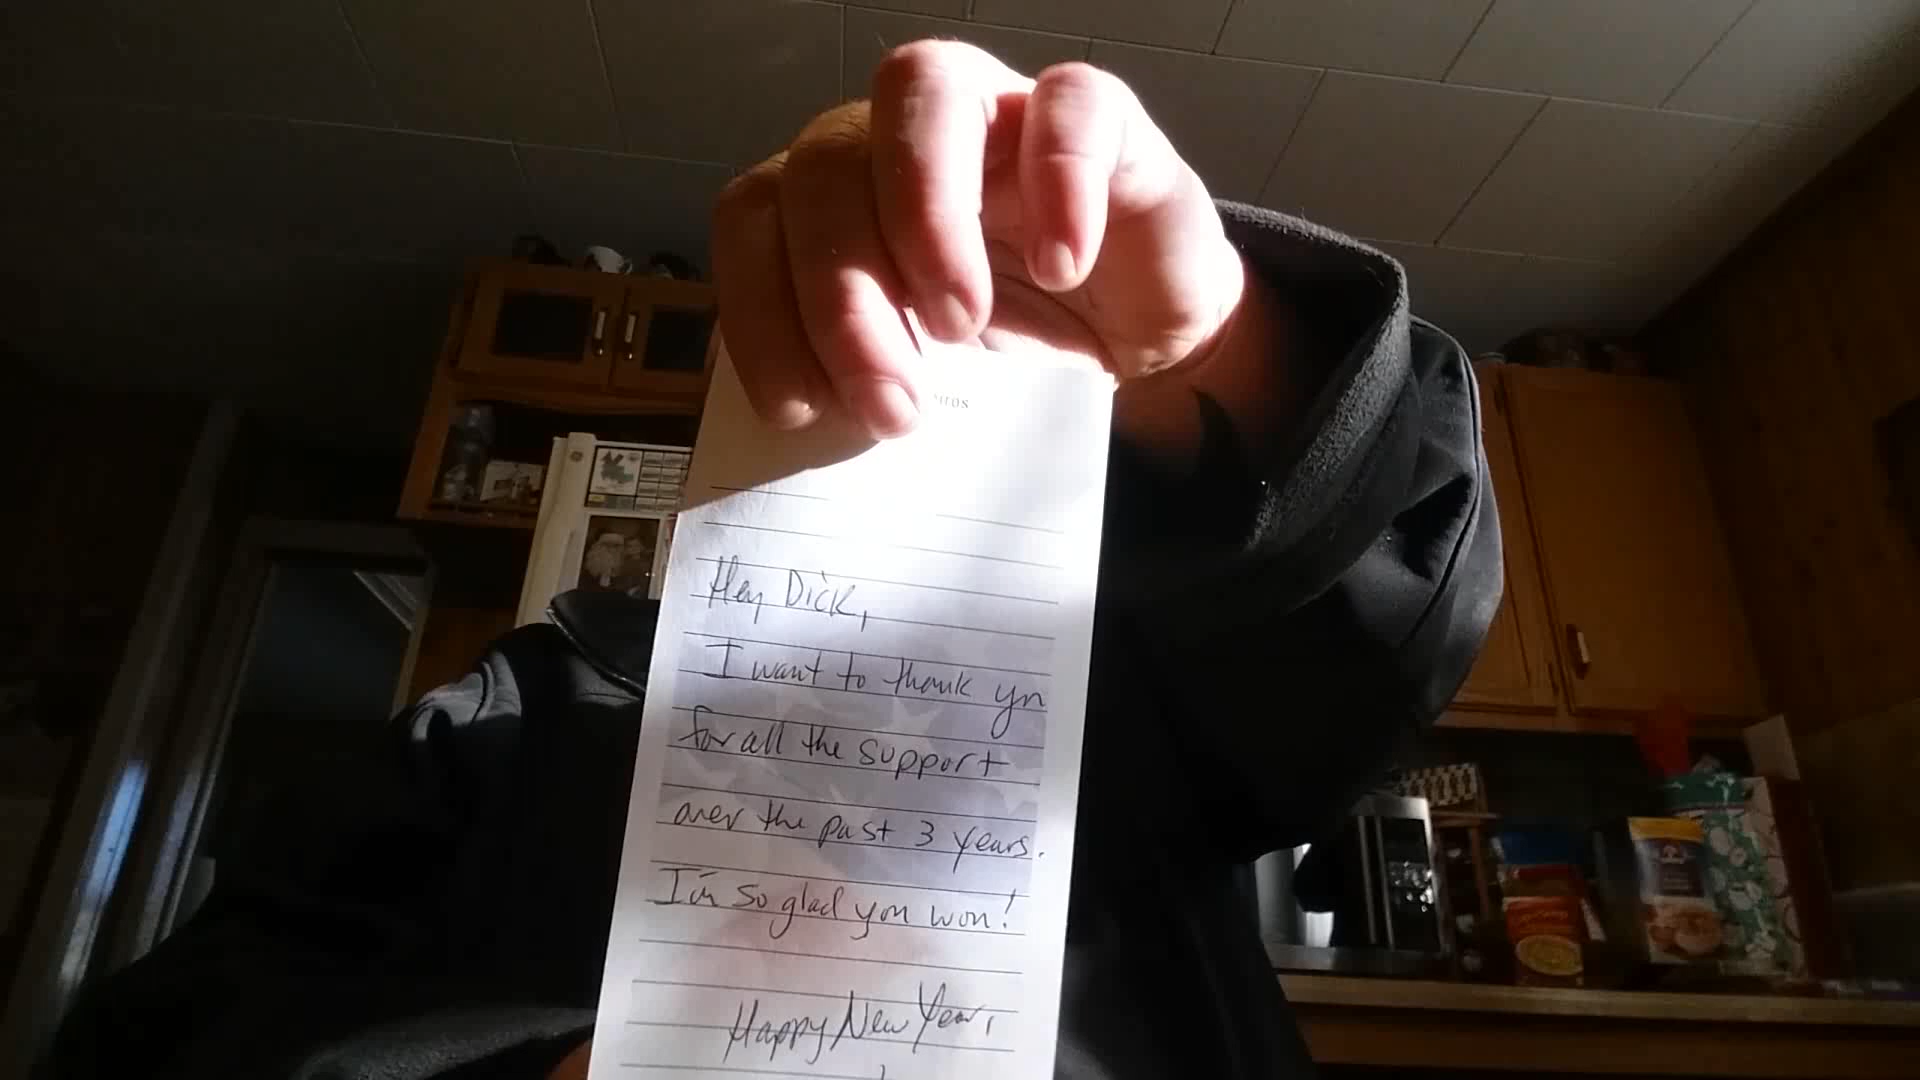 Hey Dick,
I want to thank you
for all the support
over the past 3 years.
I'm so glad you won!
Happy New Year,